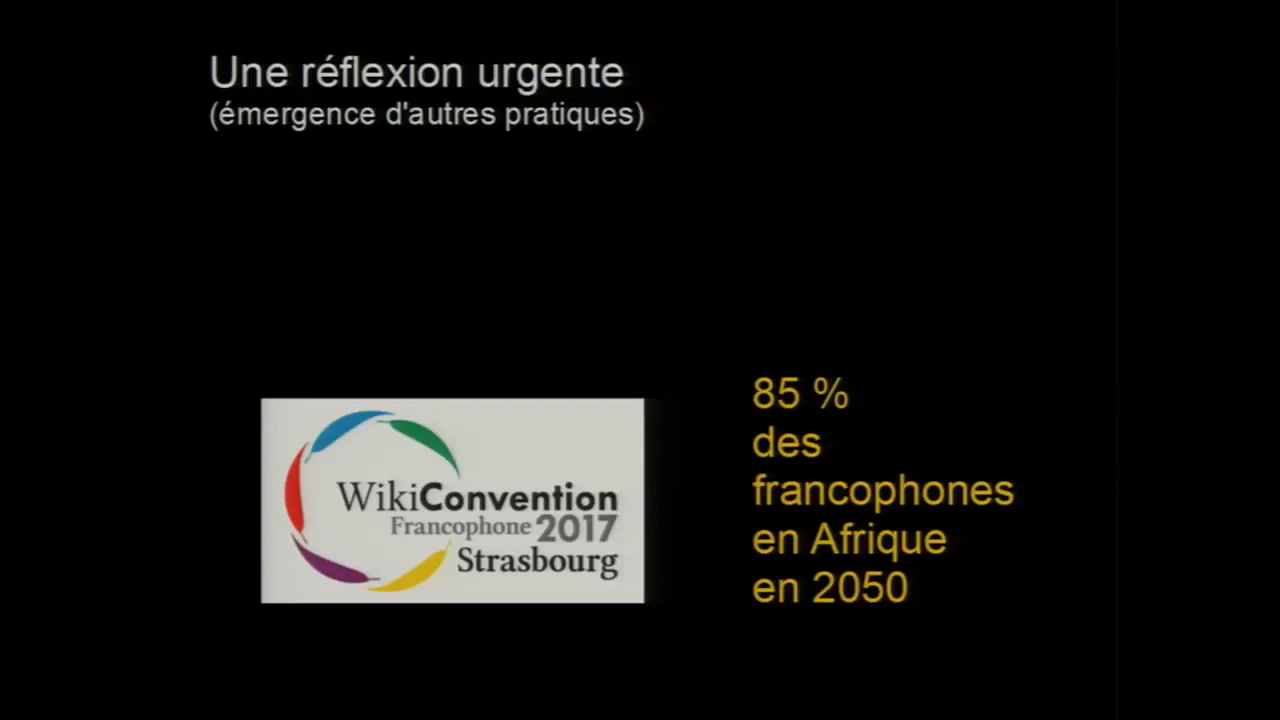 Une réflexion urgente
(émergence d'autres pratiques)
WikiConvention
Francophone 2017
Strasbourg
85 %
des
francophones
en Afrique
en 2050